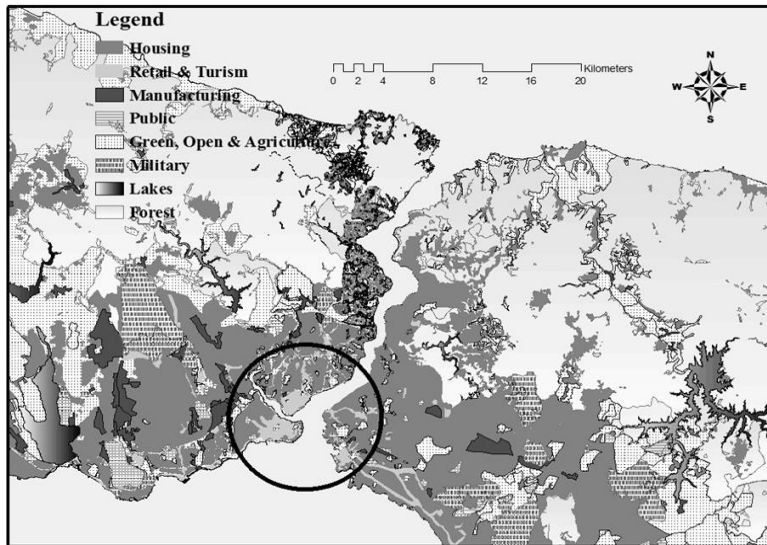 Legend
Housing
Retail & Turism
Manufacturing
Public
Green, Open & Agriculture
Military
Lakes
Forest
Kilometers
0 2 4 8 12 16 20
N
W E
S